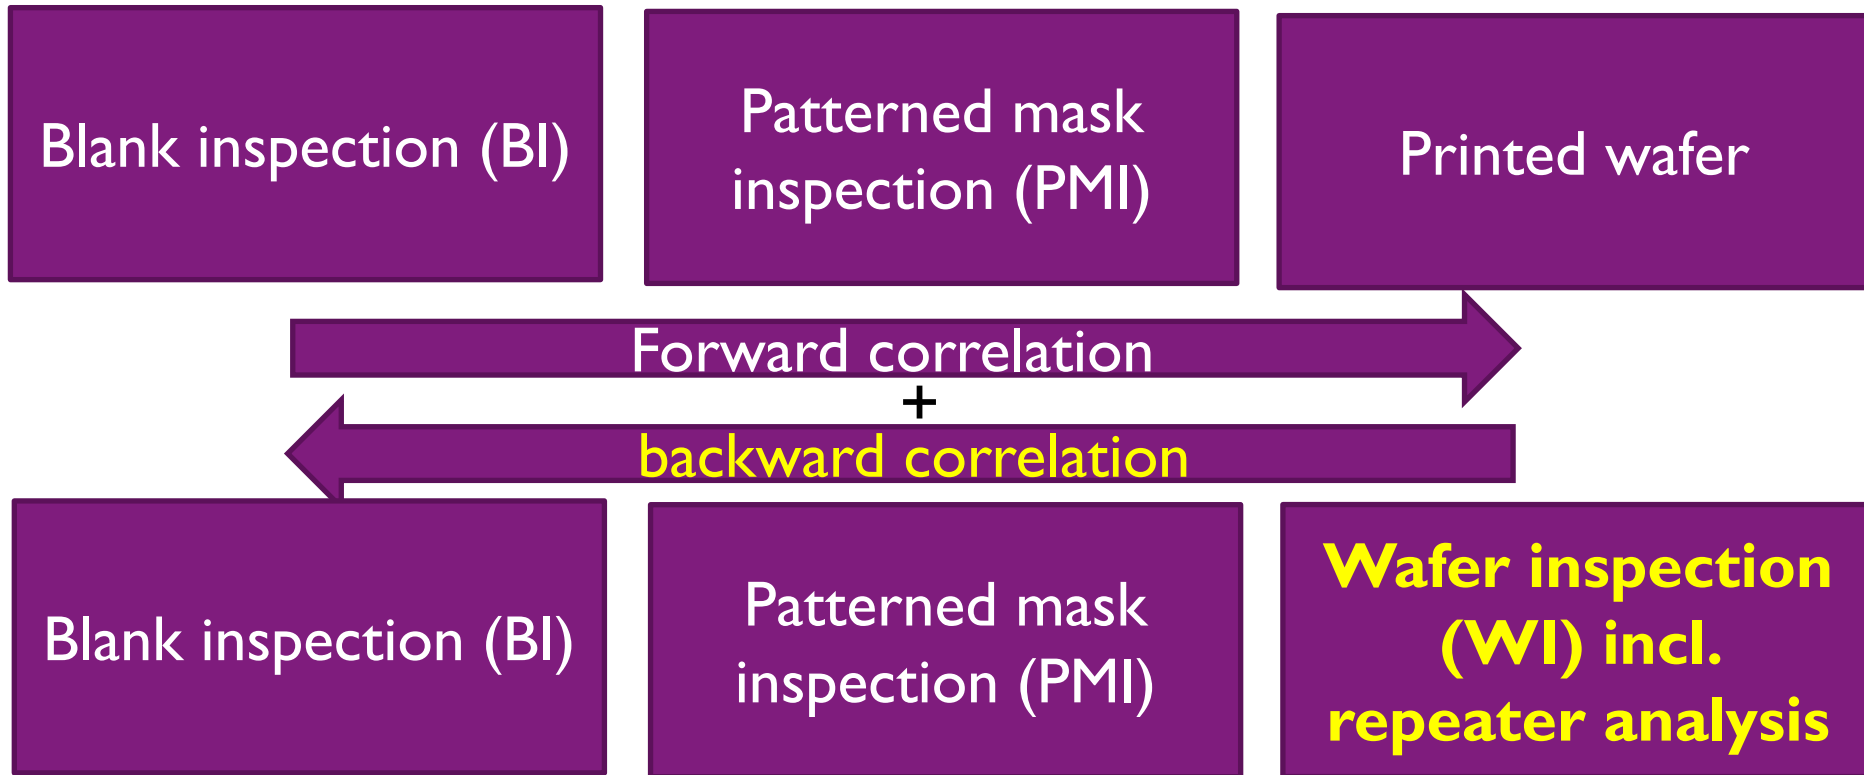 Blank inspection (BI)
Patterned mask
inspection (PMI)
Printed wafer
Forward correlation
+
backward correlation
Blank inspection (BI)
Patterned mask
inspection (PMI)
Wafer inspection
(WI) incl.
repeater analysis